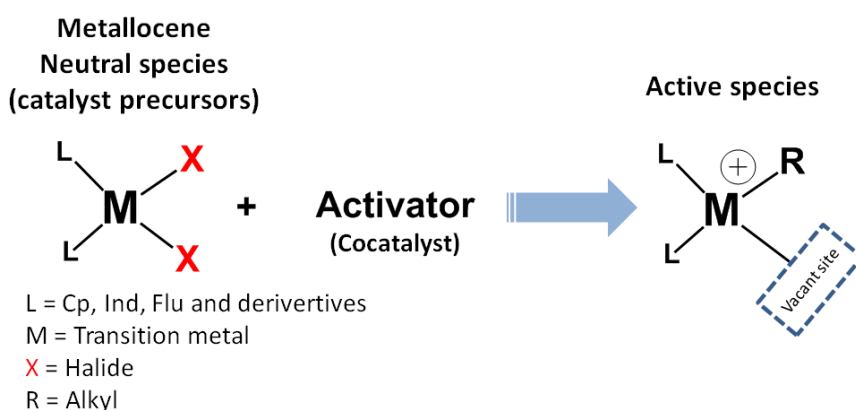 Metallocene
Neutral species
(catalyst precursors)
Active species
L
X
L
R
M
+
Activator
+
M
(Cocatalyst)
L
X
L
Vacant site
L = Cp, Ind, Flu and derivertives
M = Transition metal
X = Halide
R = Alkyl